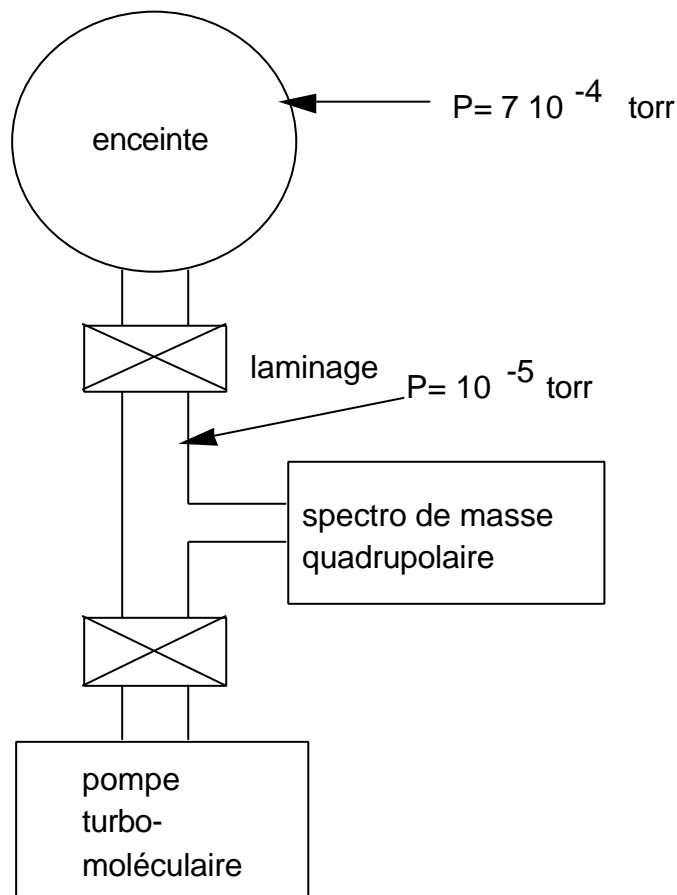 enceinte
P= 7 10 -4 torr
laminage
P= 10 -5 torr
spectro de masse
quadrupolaire
pompe
turbo-
moléculaire